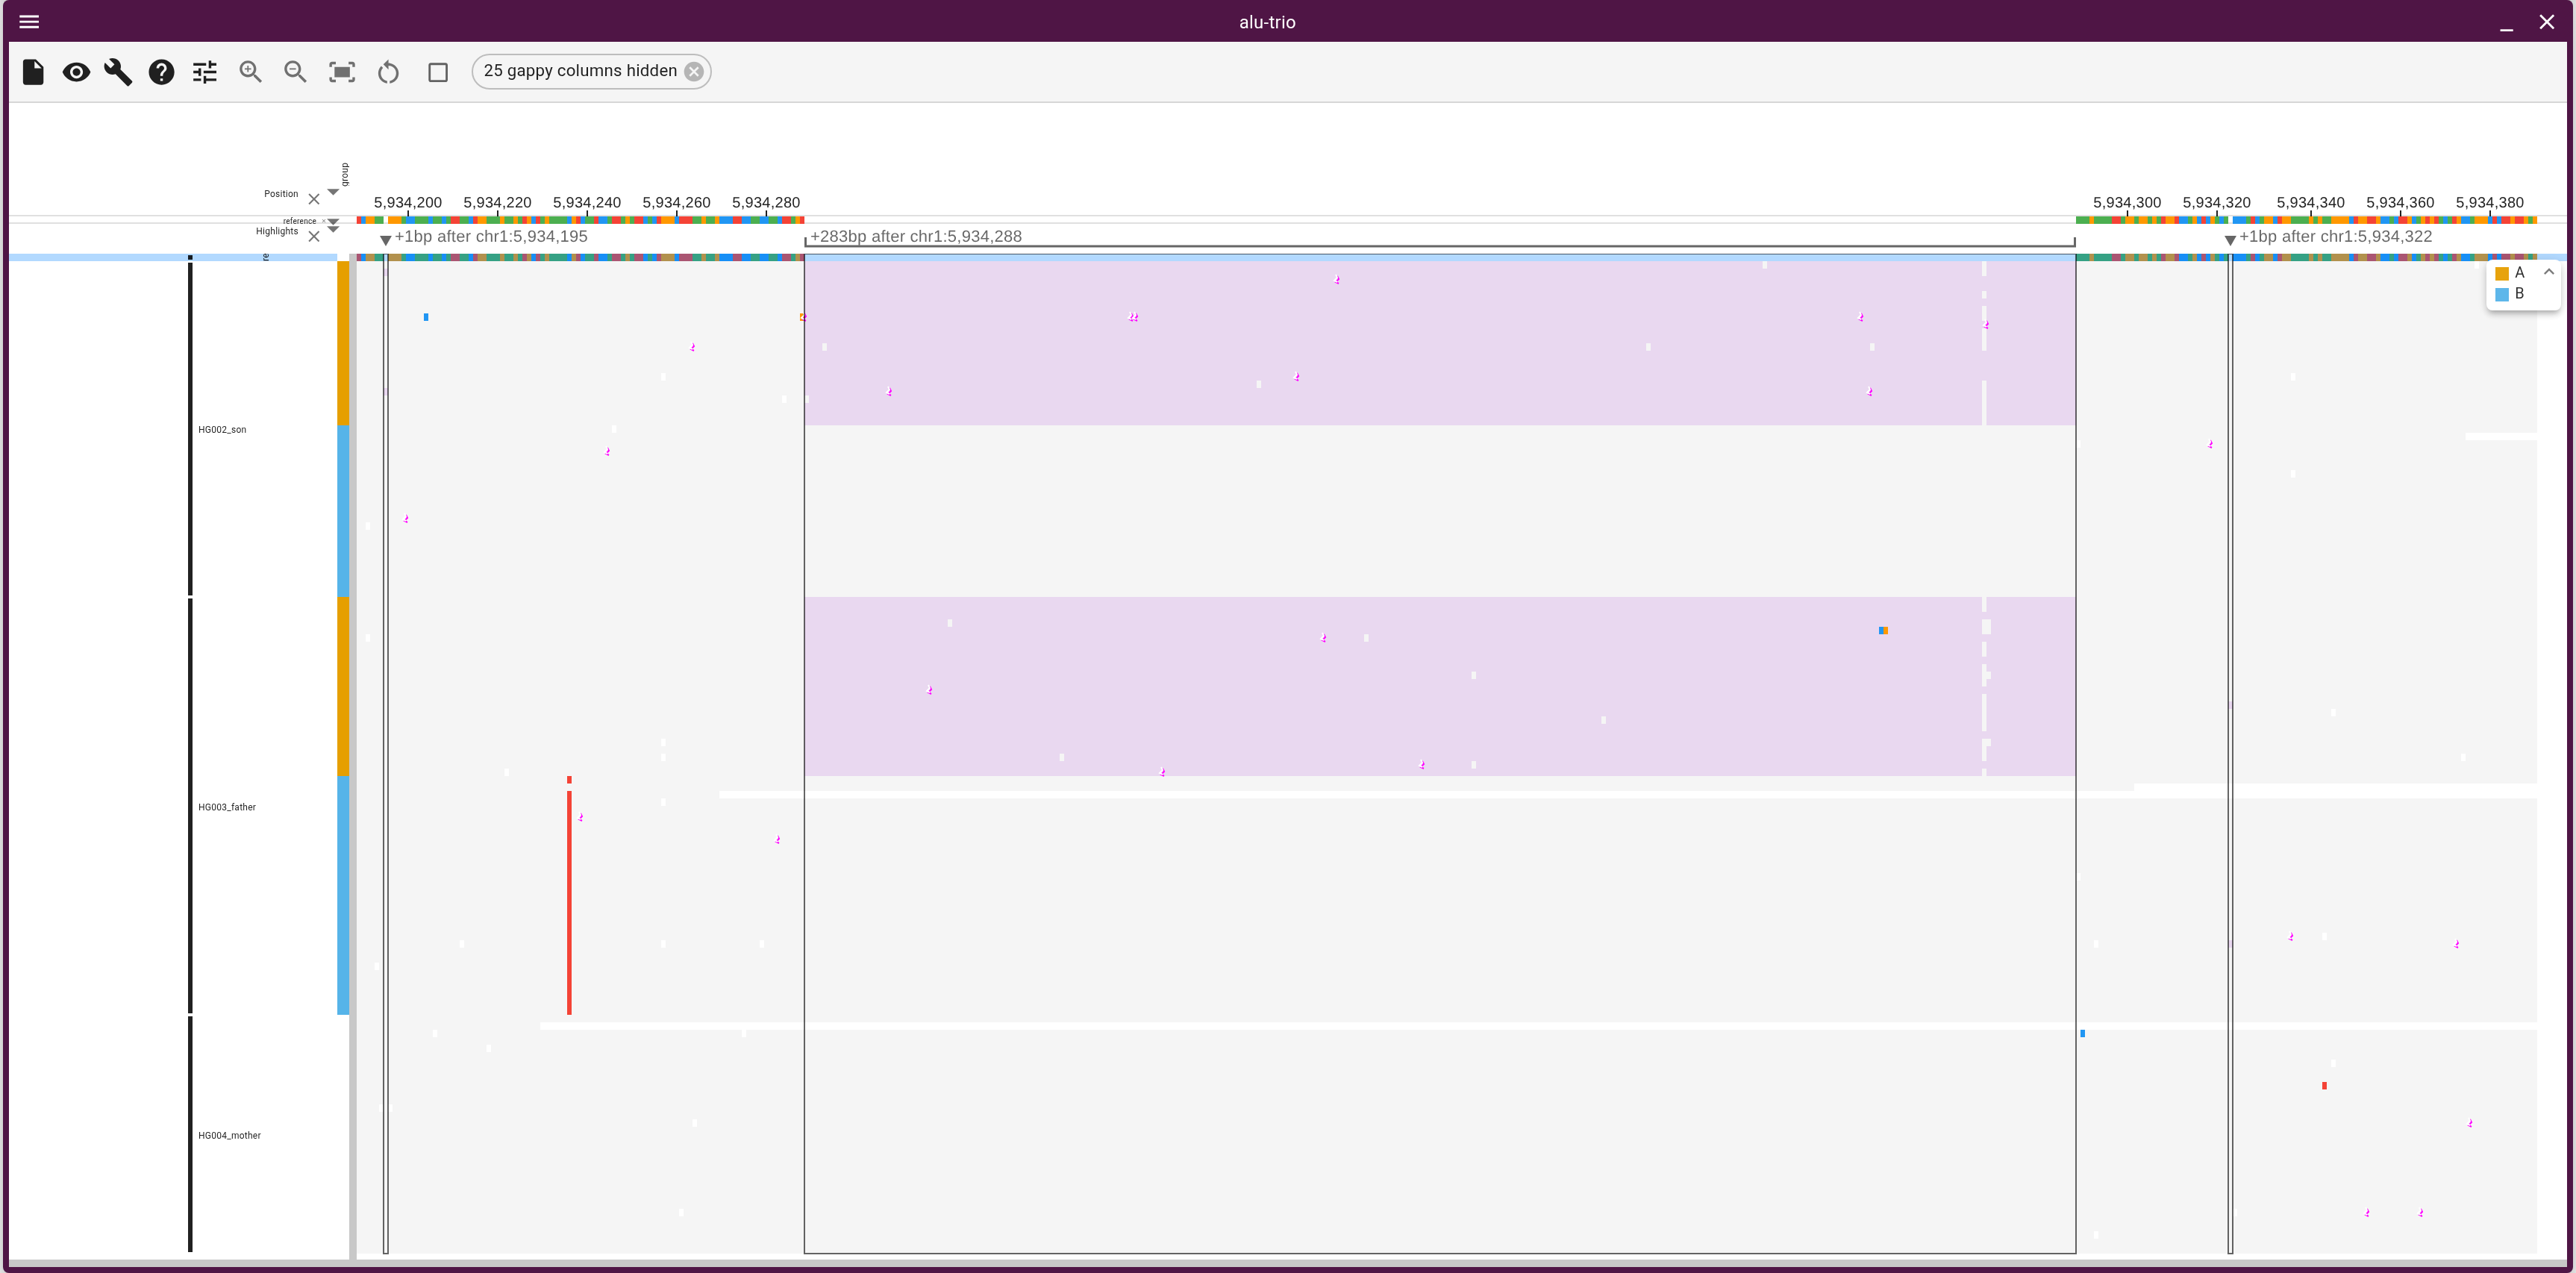 alu-trio
25 gappy columns hidden
group
Position
5,934,200 5,934,220 5,934,240 5,934,260 5,934,280 5,934,300 5,934,320 5,934,340 5,934,360 5,934,380
reference
Highlights
+1bp after chr1:5,934,195 +283bp after chr1:5,934,288 +1bp after chr1:5,934,322
re
A
B
HG002_son
HG003_father
HG004_mother